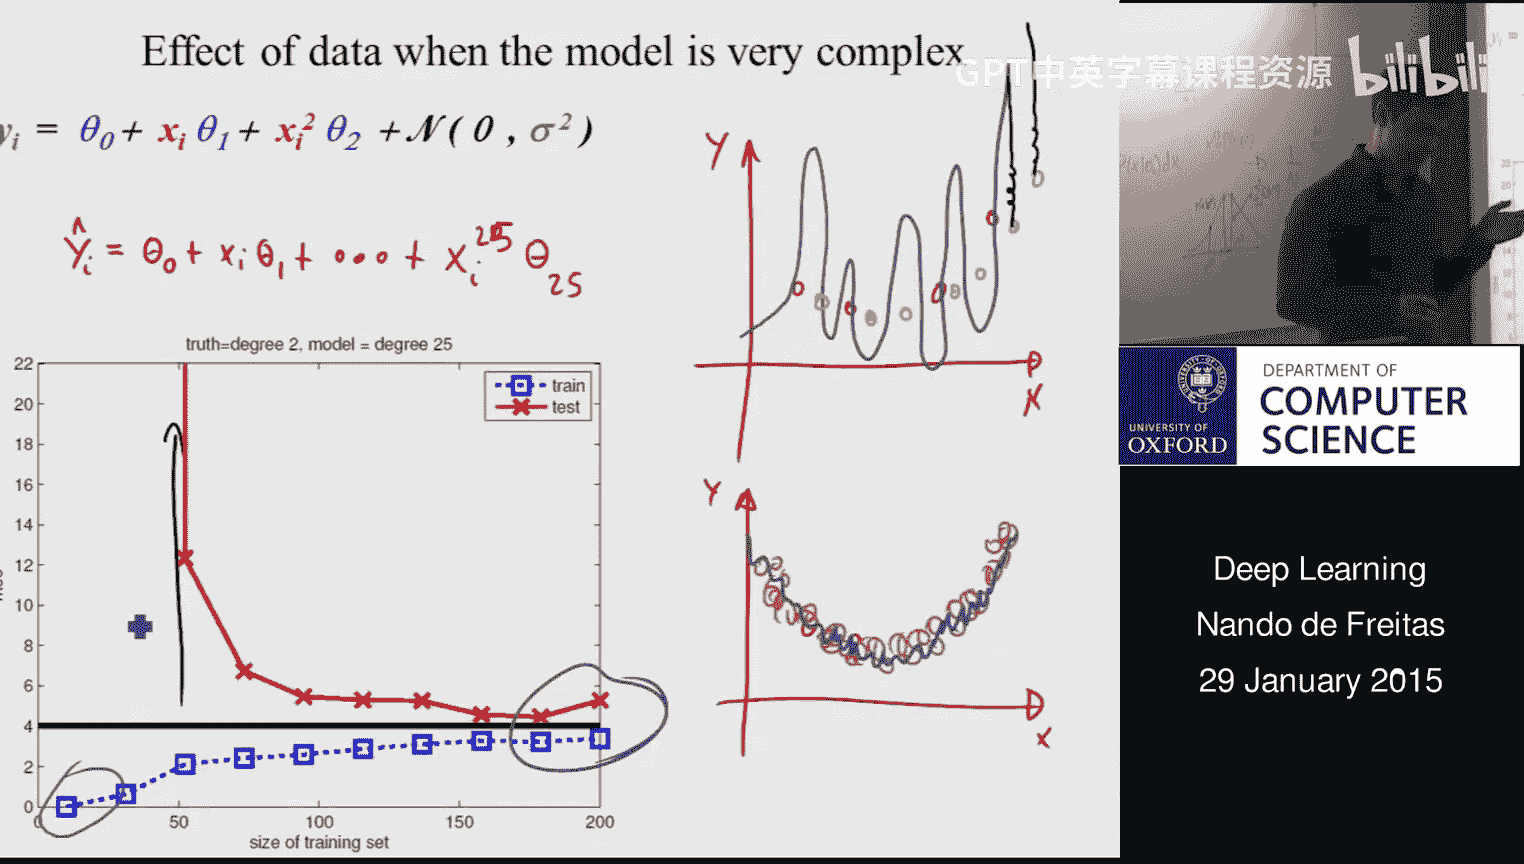 Effect of data when the model is very complex
GPT中英字幕课程资源 bilibili
yᵢ = θ₀ + xᵢ θ₁ + xᵢ² θ₂ + 𝒩 ( 0 , σ² )
Ŷᵢ = θ₀ + xᵢ θ₁ + ••• + xᵢ²⁵ θ₂₅
truth=degree 2, model = degree 25
train
test
22
20
18
16
14
12
10
8
6
4
2
0
0 50 100 150 200
size of training set
Y
X
Y
x
UNIVERSITY OF
OXFORD
DEPARTMENT OF
COMPUTER
SCIENCE
Deep Learning
Nando de Freitas
29 January 2015